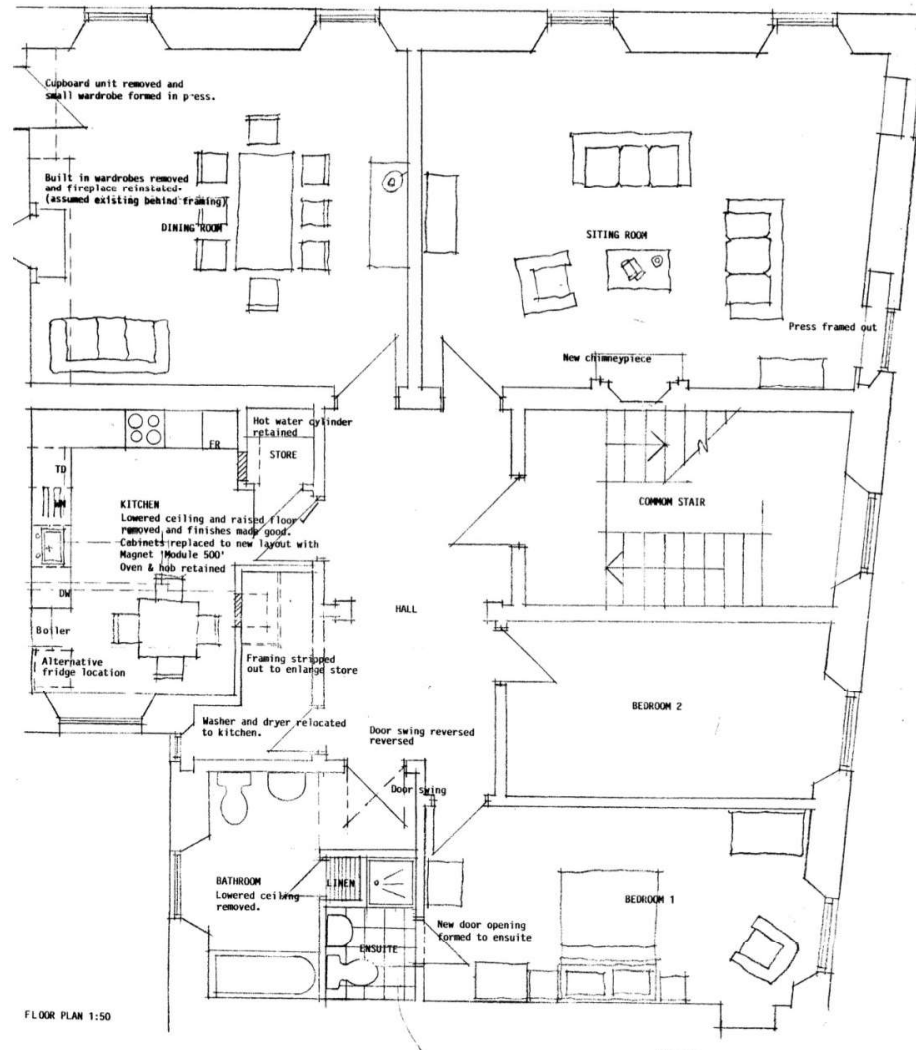 Cupboard unit removed and
small wardrobe formed in press.
Built in wardrobes removed
and fireplace reinstated-
(assumed existing behind framing)
DINING ROOM
SITING ROOM
Press framed out
New chimneypiece
Hot water cylinder
retained
STORE
FR
TD
WM
KITCHEN
Lowered ceiling and raised floor
removed and finishes made good.
Cabinets replaced to new layout with
Magnet 'Module 500'
Oven & hob retained
COMMOM STAIR
DW
HALL
Boiler
Alternative
fridge location
Framing stripped
out to enlarge store
BEDROOM 2
Washer and dryer relocated
to kitchen.
Door swing reversed
reversed
Door swing
BATHROOM
Lowered ceiling
removed.
LINEN
BEDROOM 1
New door opening
formed to ensuite
ENSUITE
FLOOR PLAN 1:50